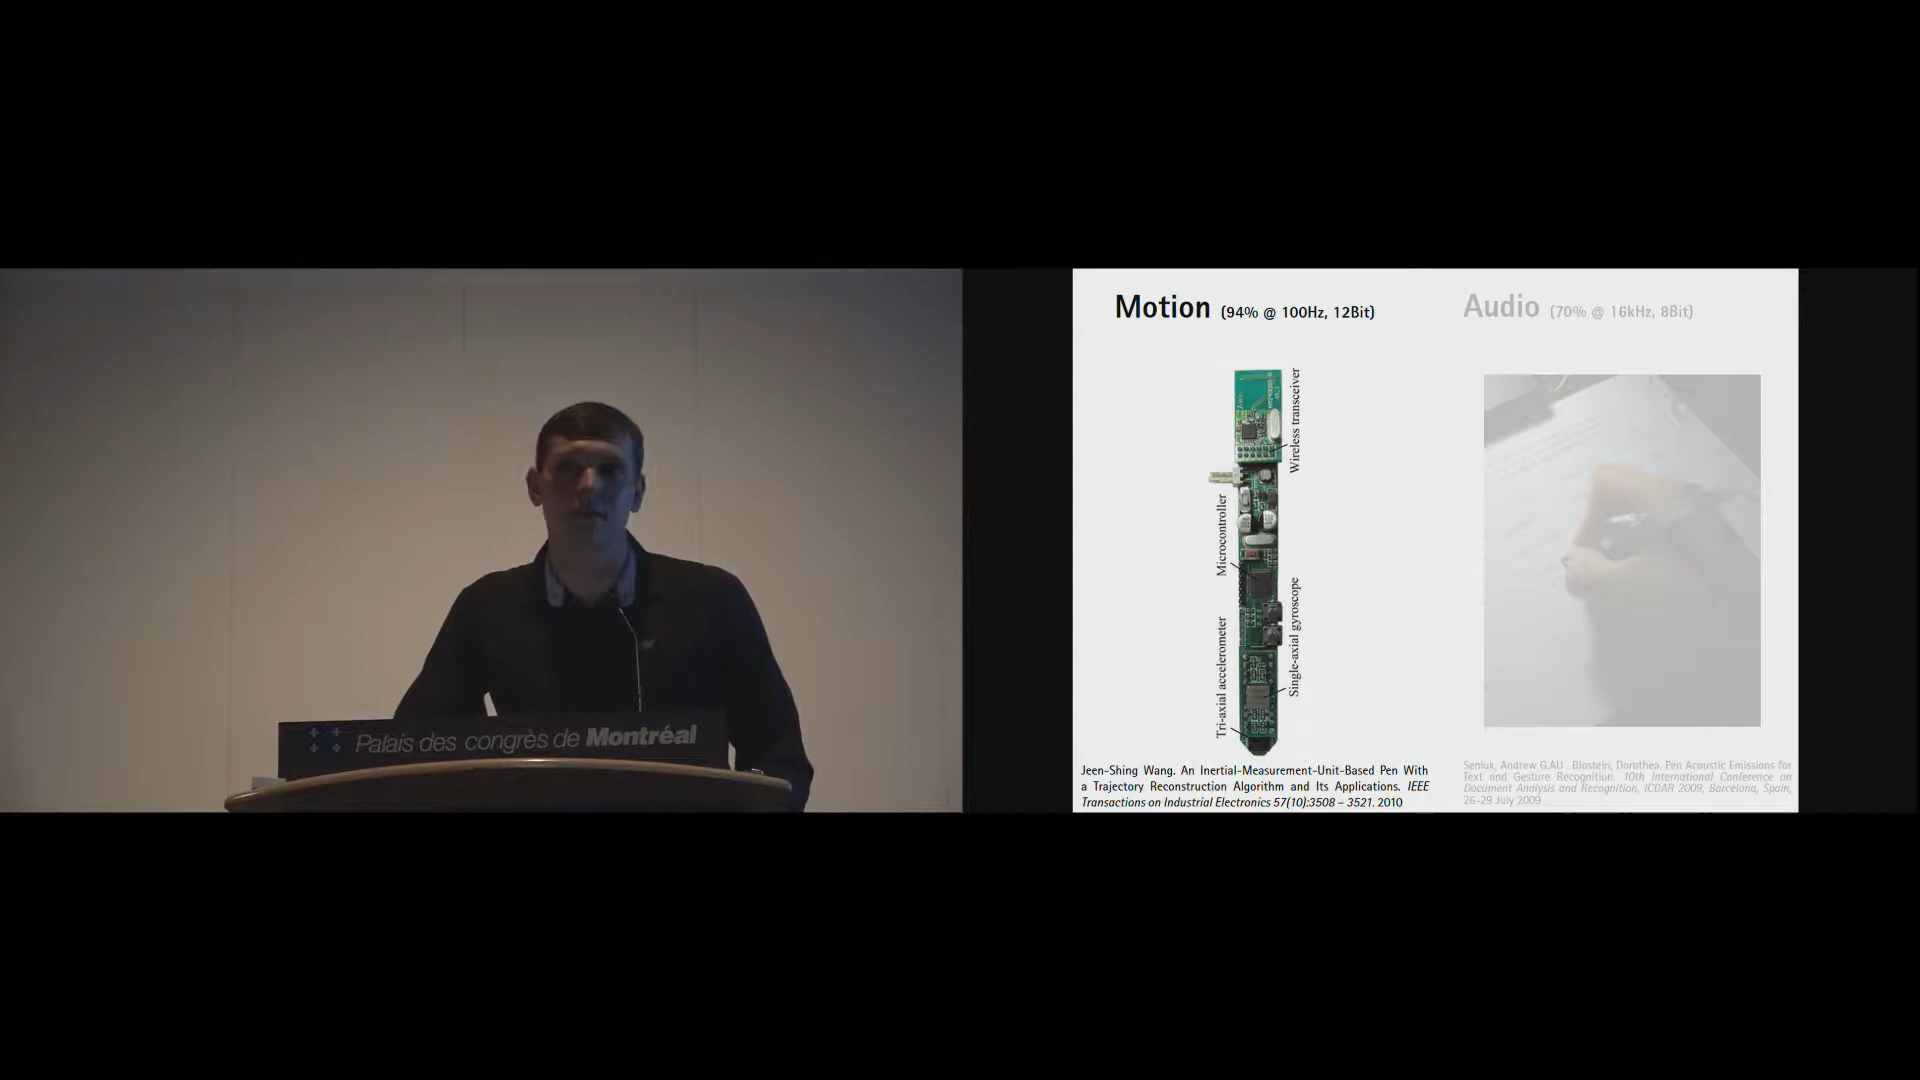 Palais des congrès de Montréal
Motion (94% @ 100Hz, 12Bit)
Wireless transceiver
Microcontroller
Single-axial gyroscope
Tri-axial accelerometer
Jeen-Shing Wang. An Inertial-Measurement-Unit-Based Pen With
a Trajectory Reconstruction Algorithm and Its Applications. IEEE
Transactions on Industrial Electronics 57(10):3508 – 3521. 2010
Audio (70% @ 16kHz, 8Bit)
Seniuk, Andrew G.AU . Blostein, Dorothea. Pen Acoustic Emissions for
Text and Gesture Recognition. 10th International Conference on
Document Analysis and Recognition, ICDAR 2009, Barcelona, Spain,
26-29 July 2009